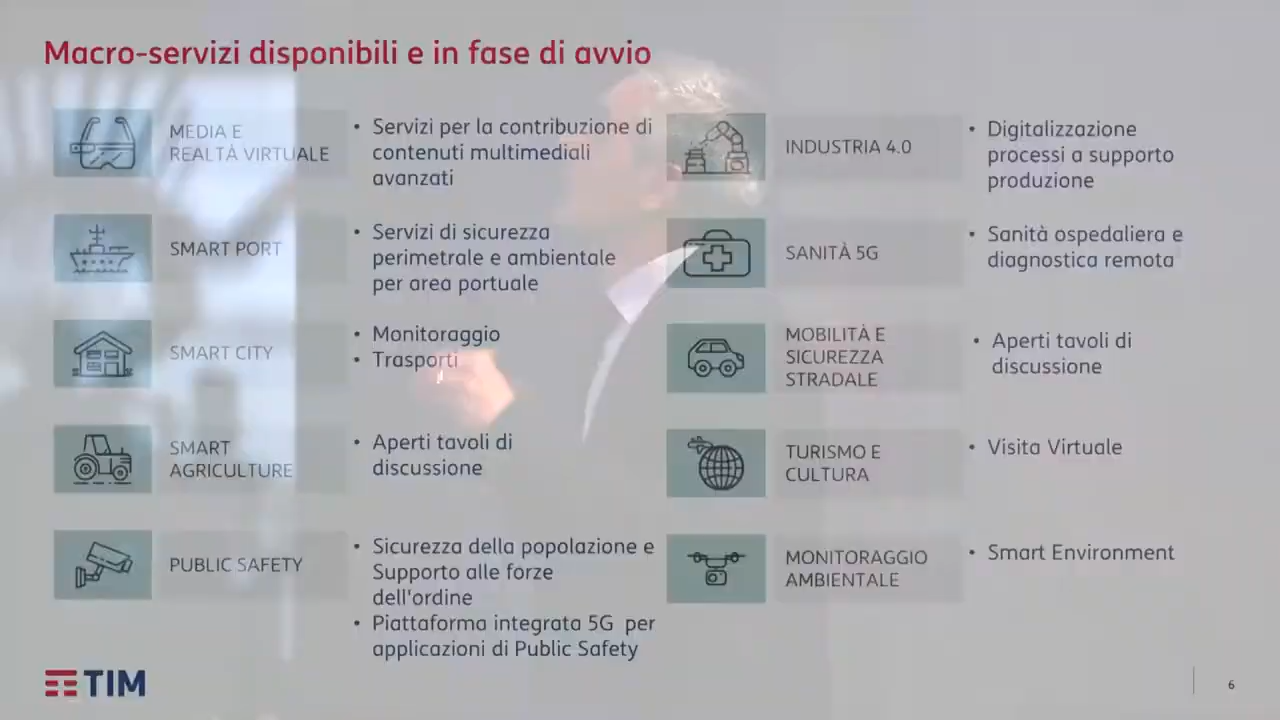 Macro-servizi disponibili e in fase di avvio
MEDIA E
REALTÀ VIRTUALE
• Servizi per la contribuzione di
contenuti multimediali
avanzati
SMART PORT
• Servizi di sicurezza
perimetrale e ambientale
per area portuale
SMART CITY
• Monitoraggio
• Trasporti
SMART
AGRICULTURE
• Aperti tavoli di
discussione
PUBLIC SAFETY
• Sicurezza della popolazione e
Supporto alle forze
dell'ordine
• Piattaforma integrata 5G per
applicazioni di Public Safety
INDUSTRIA 4.0
• Digitalizzazione
processi a supporto
produzione
SANITÀ 5G
• Sanità ospedaliera e
diagnostica remota
MOBILITÀ E
SICUREZZA
STRADALE
• Aperti tavoli di
discussione
TURISMO E
CULTURA
• Visita Virtuale
MONITORAGGIO
AMBIENTALE
• Smart Environment
TIM
6